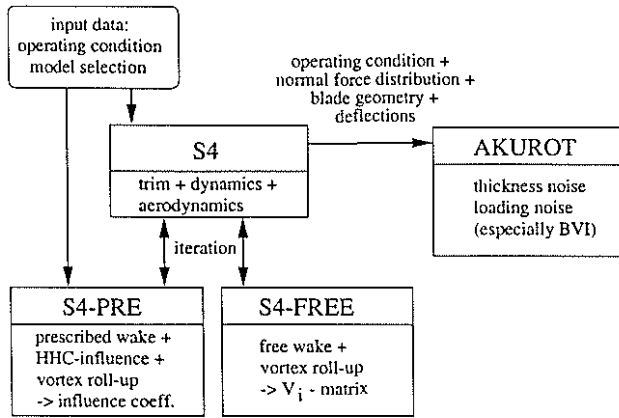 input data:
operating condition
model selection
operating condition +
normal force distribution +
blade geometry +
deflections
S4
trim + dynamics +
aerodynamics
AKUROT
thickness noise
loading noise
(especially BVI)
iteration
S4-PRE
prescribed wake +
HHC-influence +
vortex roll-up
-> influence coeff.
S4-FREE
free wake +
vortex roll-up
-> V_i - matrix